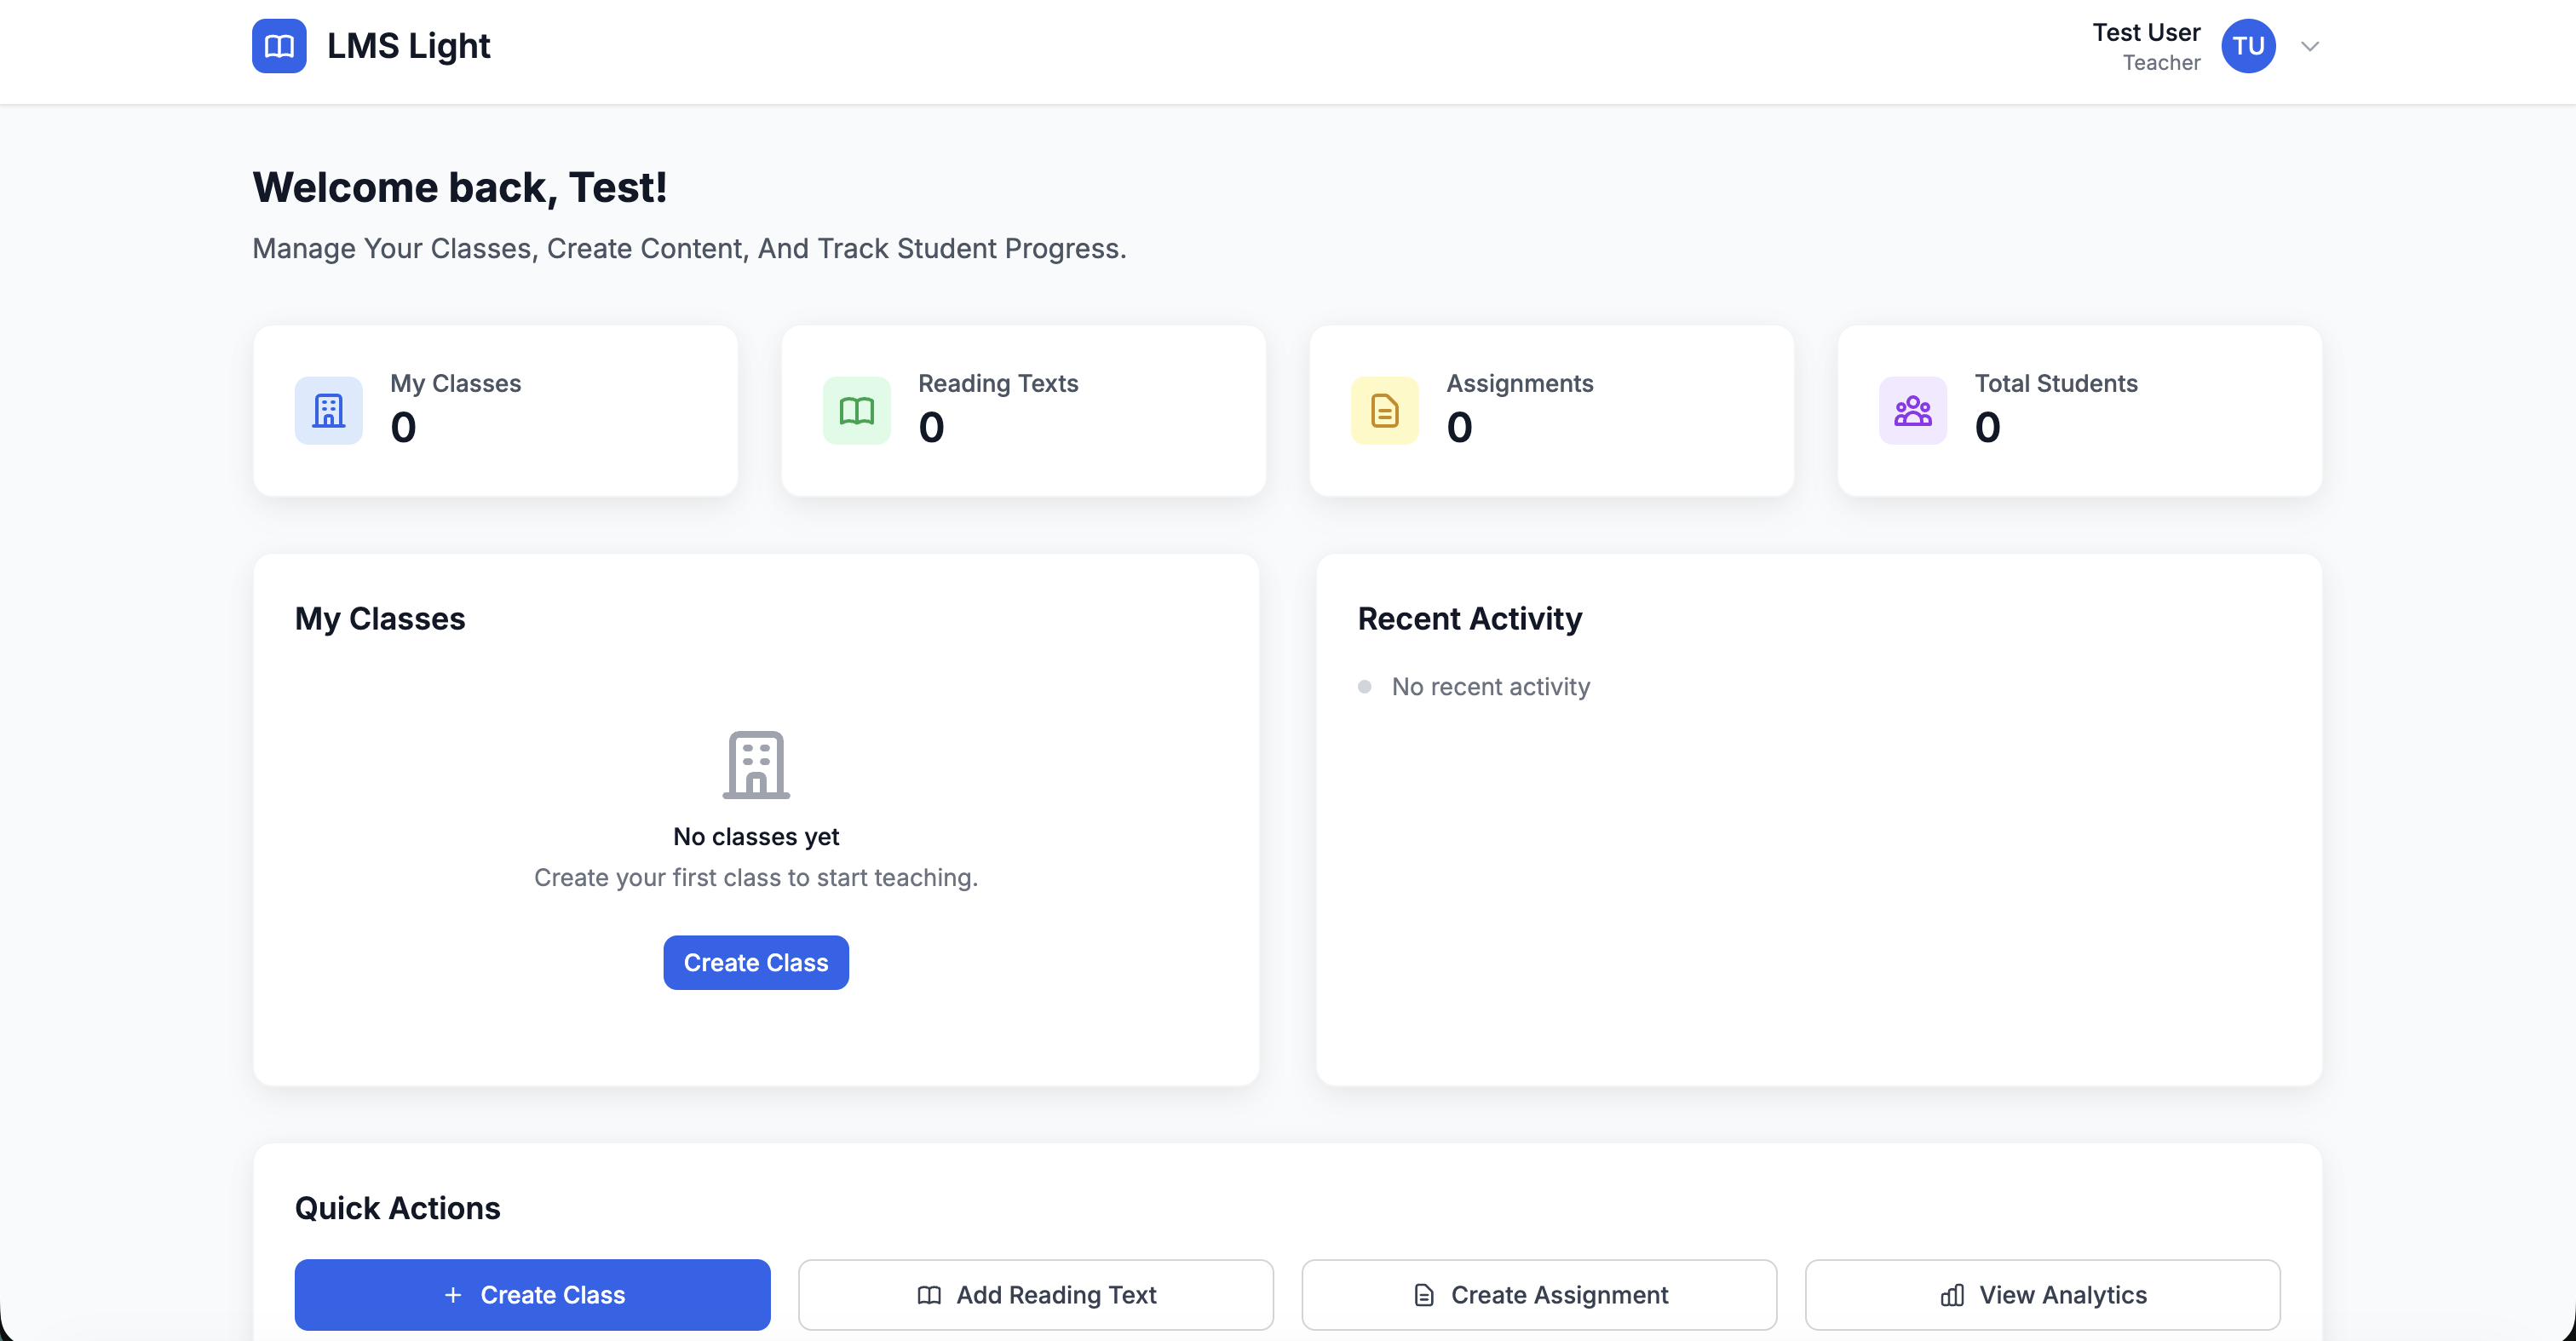 LMS Light
Test User
Teacher
TU
Welcome back, Test!
Manage Your Classes, Create Content, And Track Student Progress.
My Classes
0
Reading Texts
0
Assignments
0
Total Students
0
My Classes
No classes yet
Create your first class to start teaching.
Create Class
Recent Activity
No recent activity
Quick Actions
Create Class
Add Reading Text
Create Assignment
View Analytics